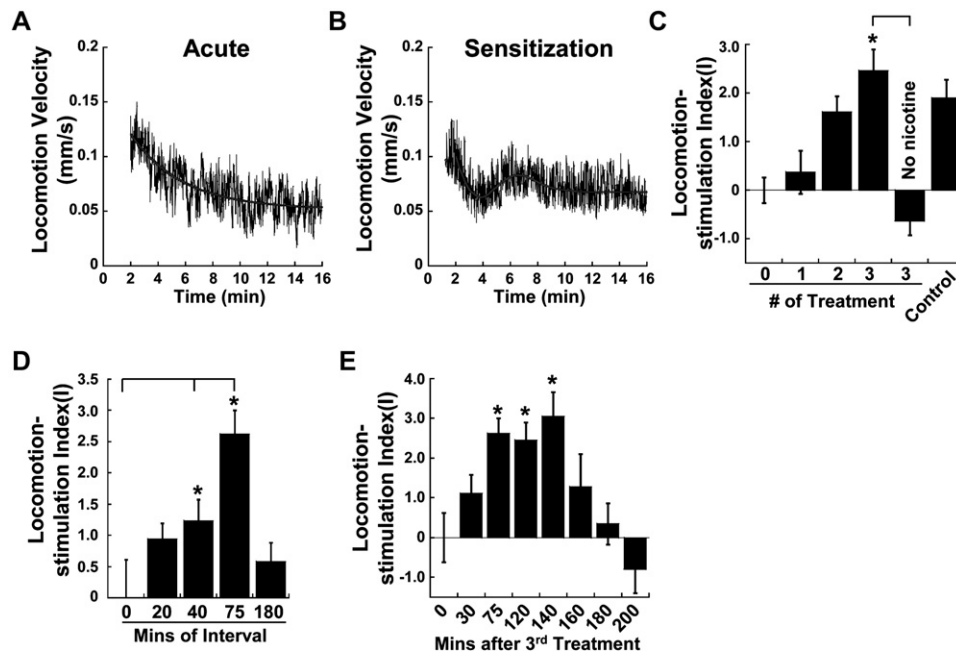 A
Acute
Locomotion Velocity
(mm/s)
0.2
0.15
0.1
0.05
0
0 2 4 6 8 10 12 14 16
Time (min)
B
Sensitization
Locomotion Velocity
(mm/s)
0.2
0.15
0.1
0.05
0
0 2 4 6 8 10 12 14 16
Time (min)
C
Locomotion-
stimulation Index(I)
3.0
2.0
1.0
0
-1.0
*
No nicotine
0 1 2 3 3 Control
# of Treatment
D
Locomotion-
stimulation Index(I)
3.5
3.0
2.5
2.0
1.5
1.0
0.5
0
* *
0 20 40 75 180
Mins of Interval
E
Locomotion-
stimulation Index(I)
4.0
3.0
2.0
1.0
0
-1.0
* * *
0 30 75 120 140 160 180 200
Mins after 3rd Treatment